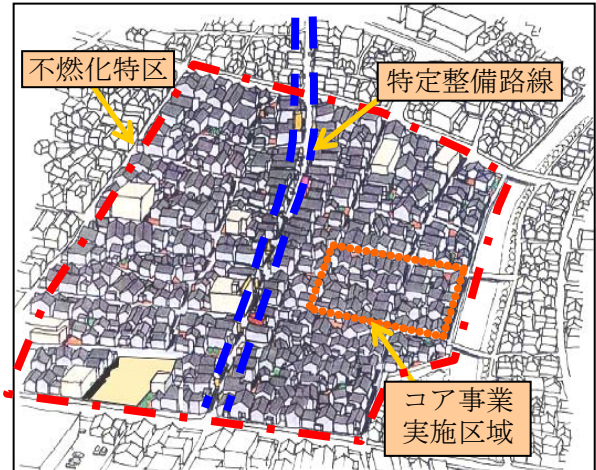 不燃化特区
特定整備路線
コア事業
実施区域